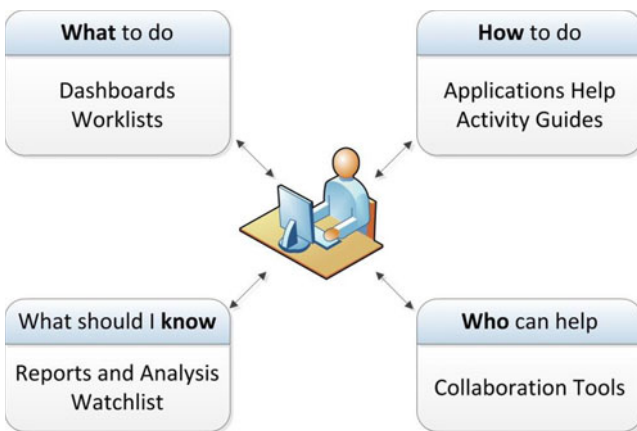 What to do
Dashboards
Worklists
How to do
Applications Help
Activity Guides
What should I know
Reports and Analysis
Watchlist
Who can help
Collaboration Tools